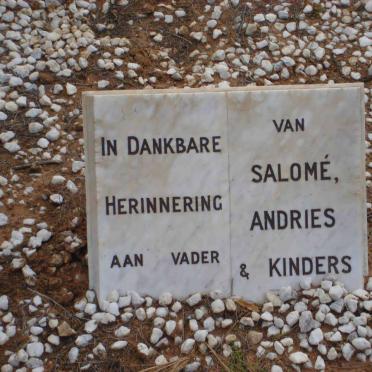 IN DANKBARE
HERINNERING
AAN VADER
VAN
SALOMÉ,
ANDRIES
& KINDERS